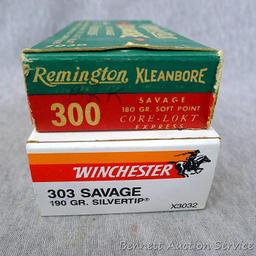 Remington KLEANBORE
300
SAVAGE
180 GR. SOFT POINT
CORE-LOKT
EXPRESS
WINCHESTER
303 SAVAGE
190 GR. SILVERTIP®
X3032
Bennett Auction Service